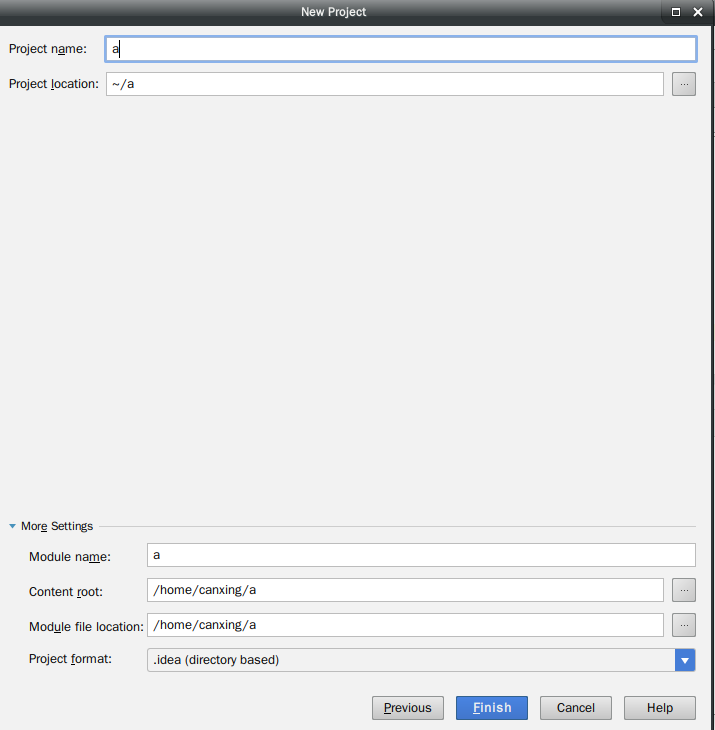 New Project
Project name: a
Project location: ~/a ...
More Settings
Module name: a
Content root: /home/canxing/a ...
Module file location: /home/canxing/a ...
Project format: .idea (directory based)
Previous Finish Cancel Help